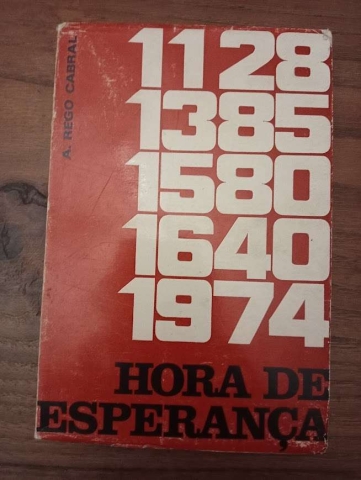 A. REGO CABRAL
1128
1385
1580
1640
1974
HORA DE
ESPERANÇA